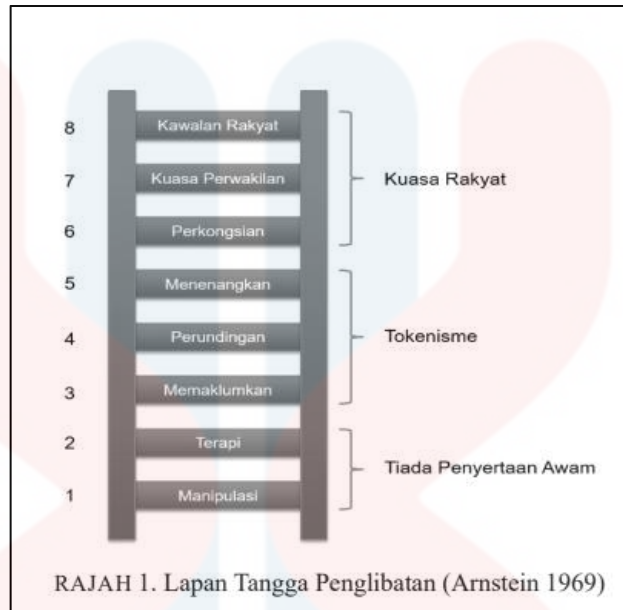 8 Kawalan Rakyat
7 Kuasa Perwakilan Kuasa Rakyat
6 Perkongsian
5 Menenangkan
4 Perundingan Tokenisme
3 Memaklumkan
2 Terapi
Tiada Penyertaan Awam
1 Manipulasi
RAJAH 1. Lapan Tangga Penglibatan (Arnstein 1969)